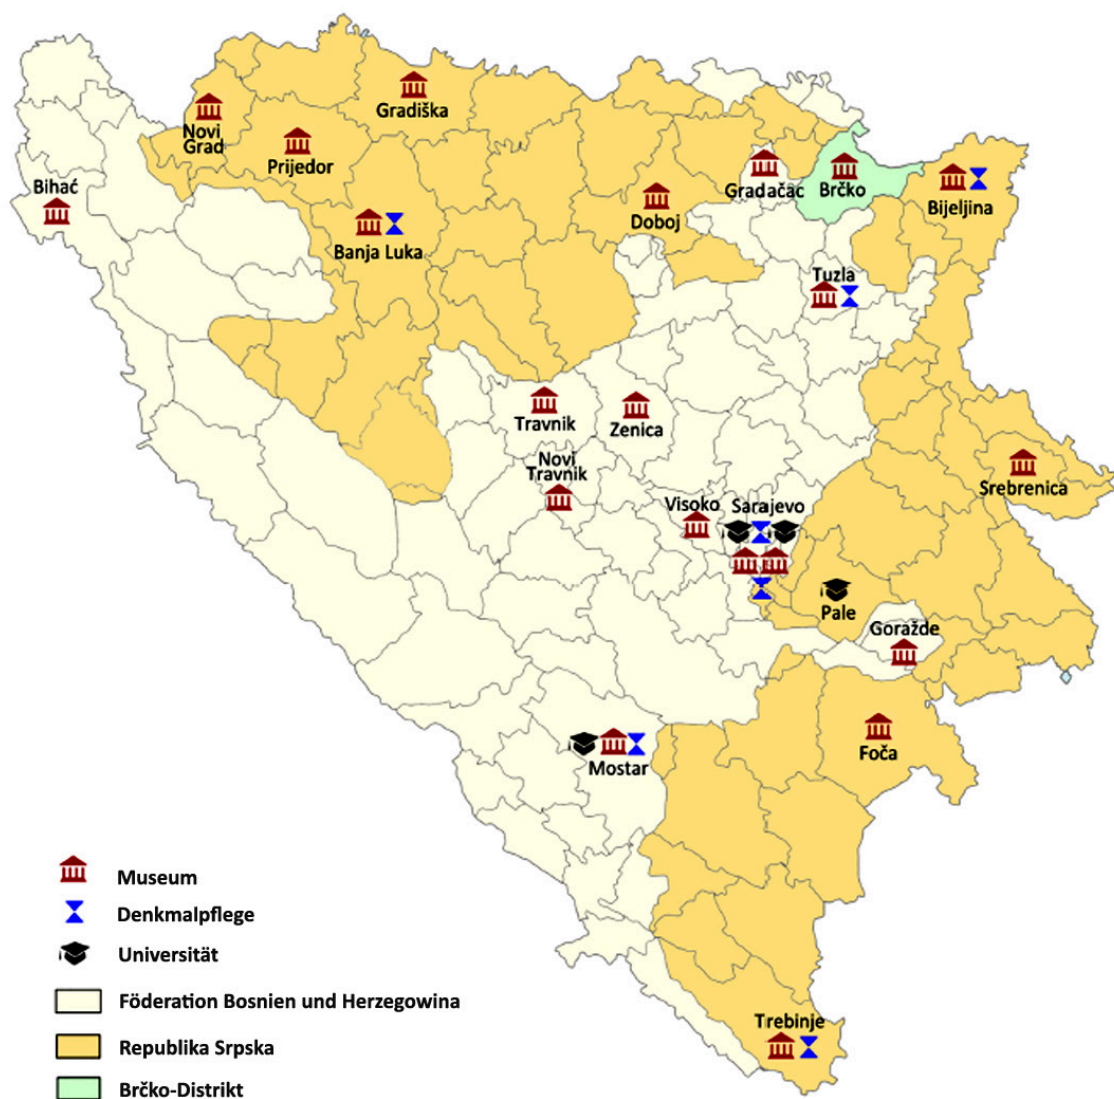 Gradiška
Novi
Grad
Prijedor
Bihać
Gradačac
Brčko
Bijeljina
Doboj
Banja Luka
Tuzla
Travnik
Zenica
Novi
Travnik
Srebrenica
Visoko
Sarajevo
Pale
Goražde
Foča
Mostar
Museum
Denkmalpflege
Universität
Föderation Bosnien und Herzegowina
Trebinje
Republika Srpska
Brčko-Distrikt